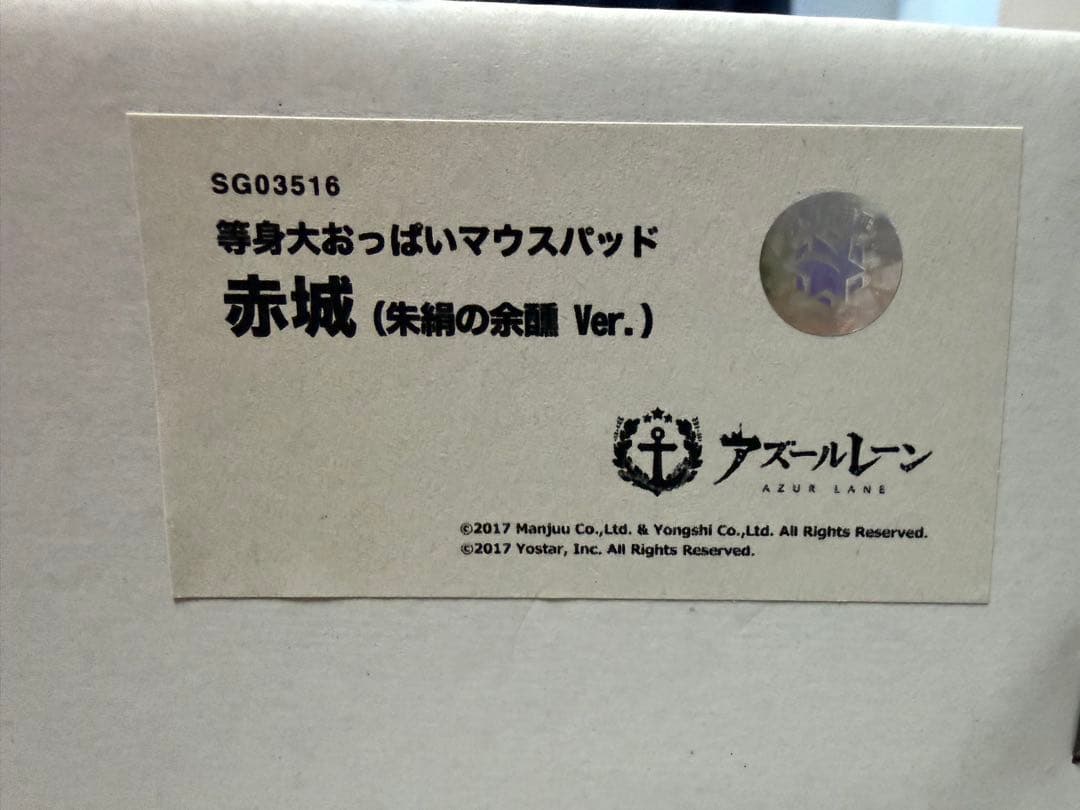 SG03516
等身大おっぱいマウスパッド
赤城 (朱絹の余醺 Ver.)
アズールレーン
AZUR LANE
©2017 Manjuu Co.,Ltd. & Yongshi Co.,Ltd. All Rights Reserved.
©2017 Yostar, Inc. All Rights Reserved.